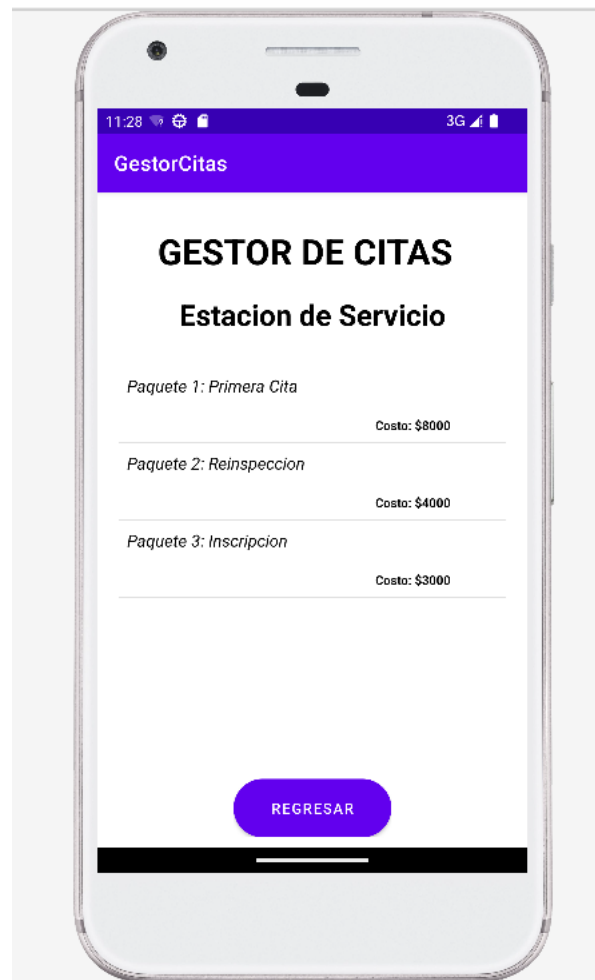 11:28
3G
GestorCitas
GESTOR DE CITAS
Estacion de Servicio
Paquete 1: Primera Cita
Costo: $8000
Paquete 2: Reinspeccion
Costo: $4000
Paquete 3: Inscripcion
Costo: $3000
REGRESAR